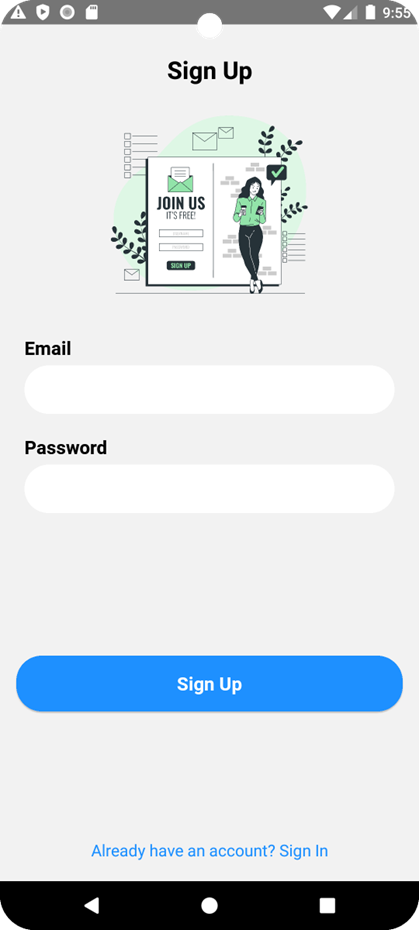 9:55
Sign Up
JOIN US
IT'S FREE!
SIGN UP
Email
Password
Sign Up
Already have an account? Sign In